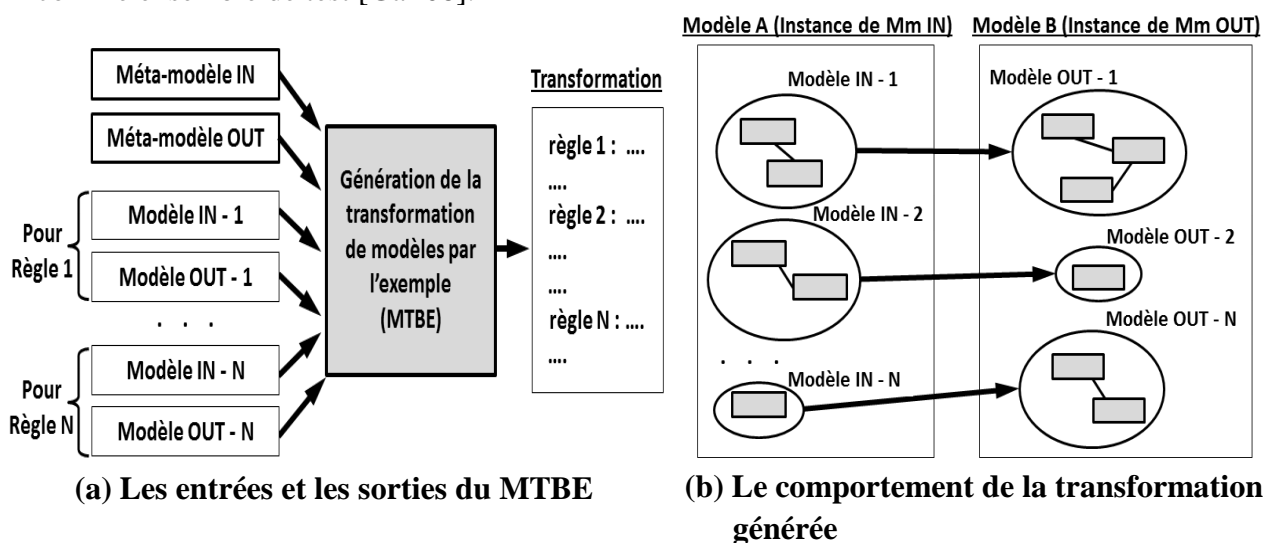 Méta-modèle IN
Méta-modèle OUT
Pour
Règle 1
Modèle IN - 1
Modèle OUT - 1
. . .
Pour
Règle N
Modèle IN - N
Modèle OUT - N
Génération de la
transformation
de modèles par
l'exemple
(MTBE)
Transformation
règle 1 : ....
....
règle 2 : ....
....
....
règle N : ....
....
(a) Les entrées et les sorties du MTBE
Modèle A (Instance de Mm IN)
Modèle B (Instance de Mm OUT)
Modèle IN - 1
Modèle OUT - 1
Modèle IN - 2
Modèle OUT - 2
. . .
Modèle IN - N
Modèle OUT - N
(b) Le comportement de la transformation
générée